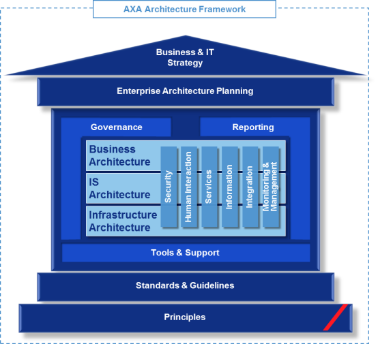 AXA Architecture Framework
Business & IT
Strategy
Enterprise Architecture Planning
Governance
Reporting
Business
Architecture
IS
Architecture
Infrastructure
Architecture
Security
Human Interaction
Services
Information
Integration
Monitoring &
Management
Tools & Support
Standards & Guidelines
Principles